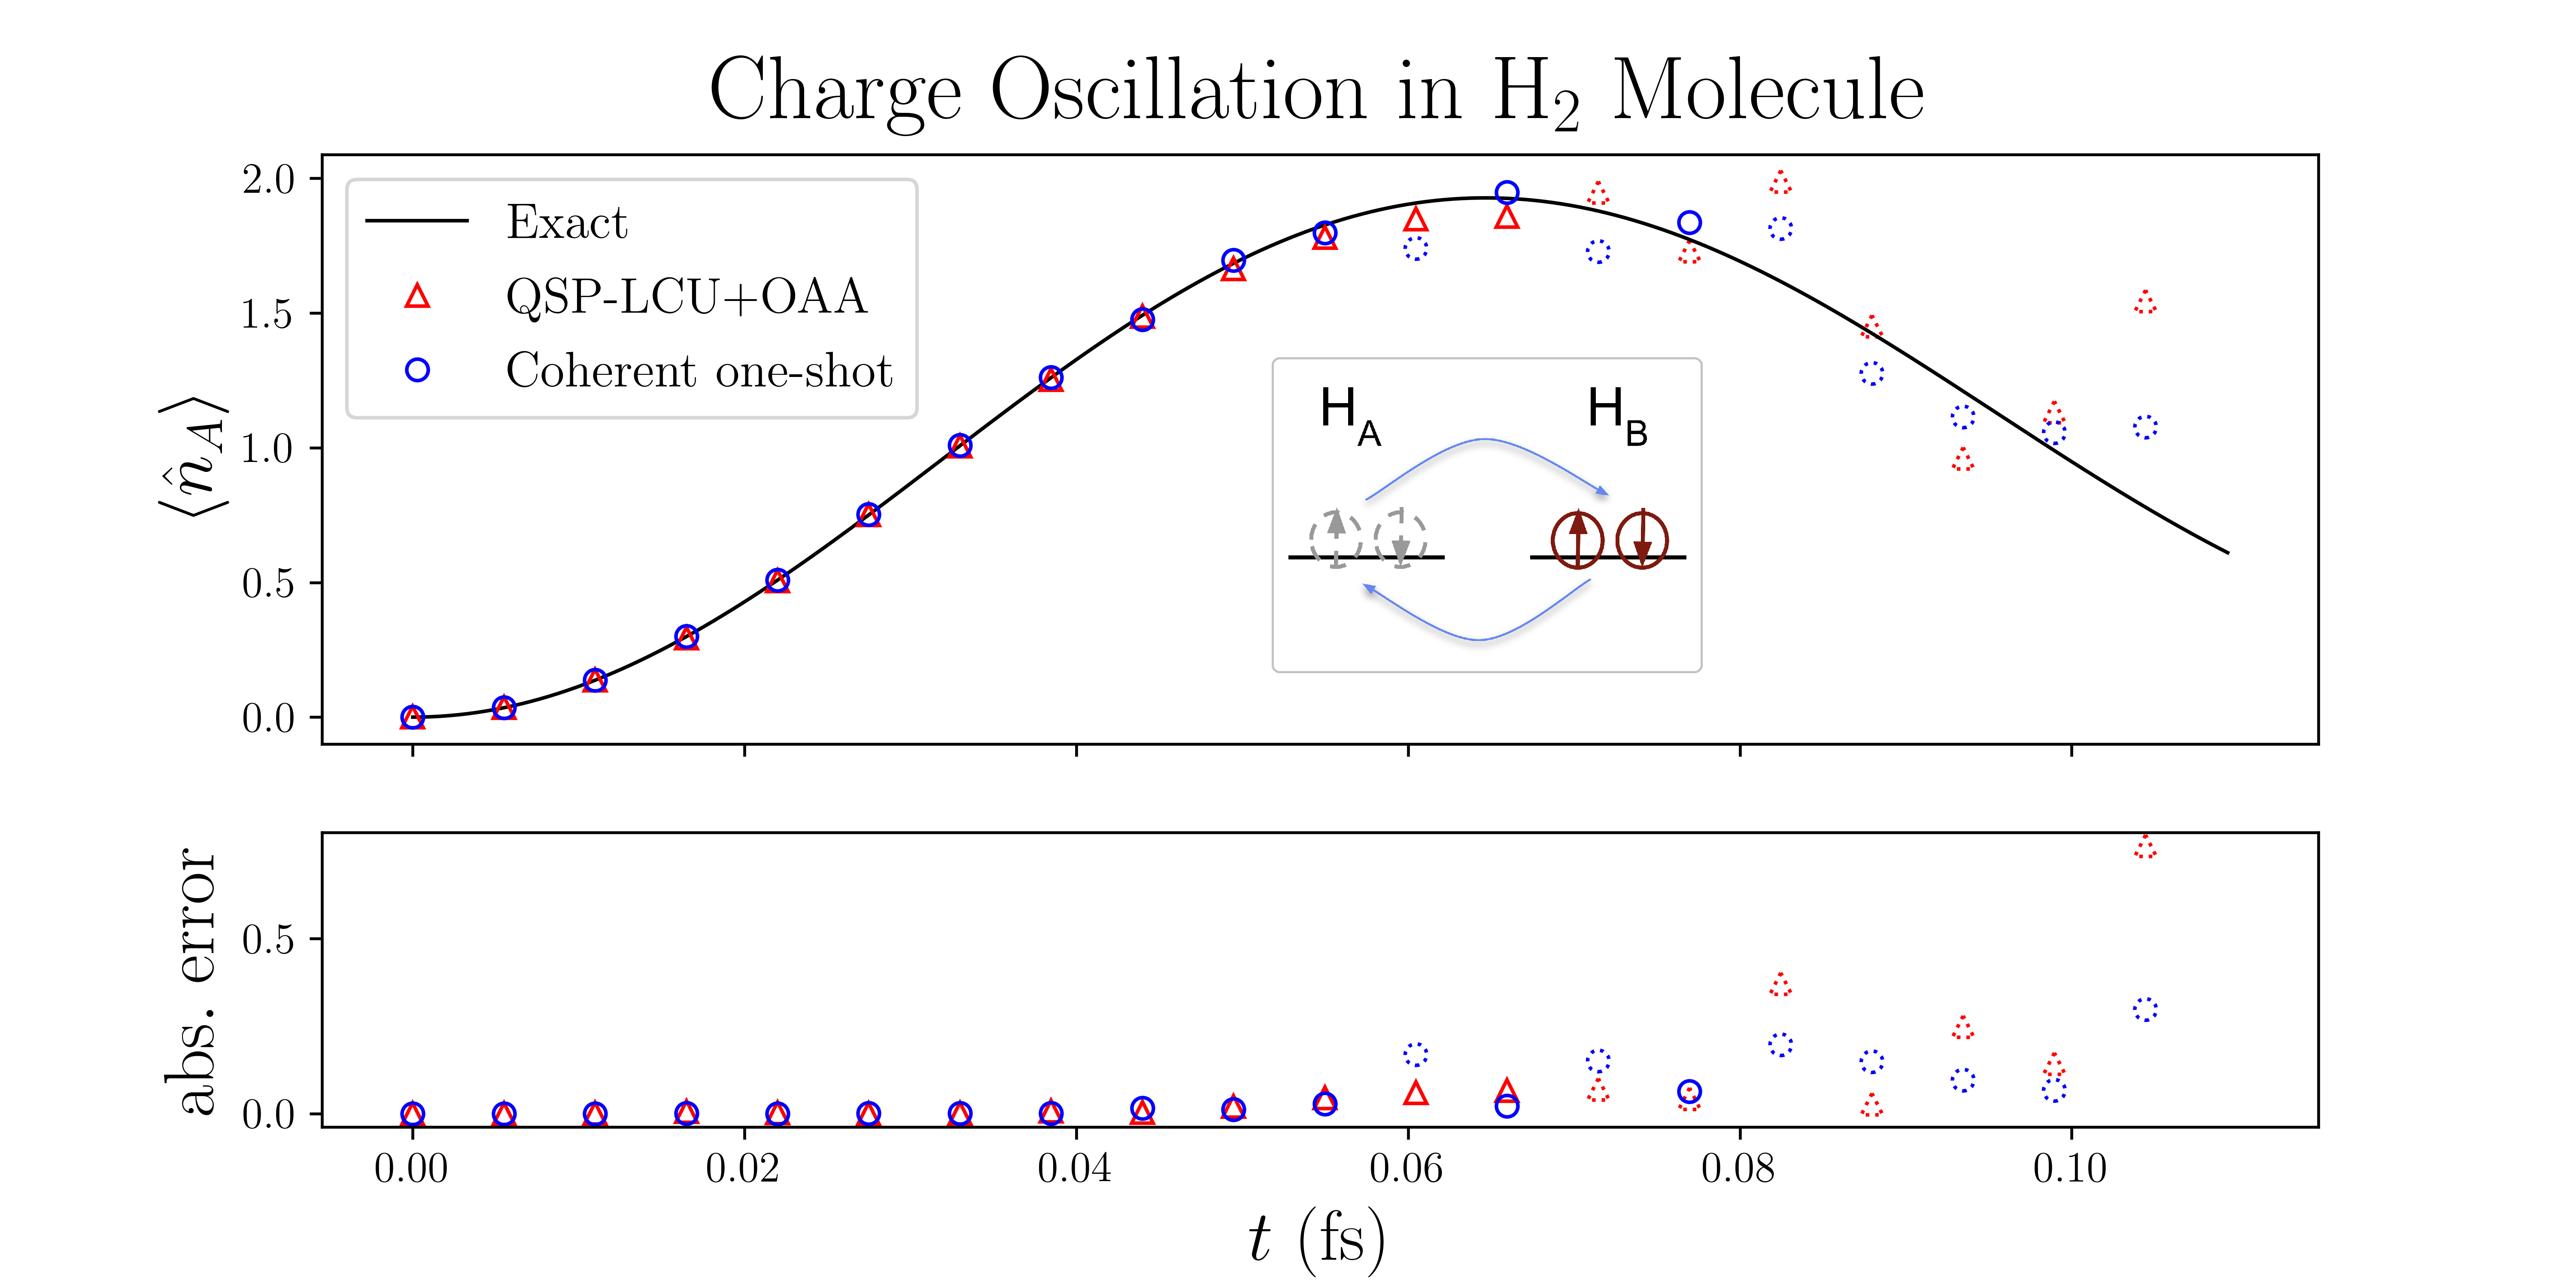 Charge Oscillation in H₂ Molecule
⟨n̂_A⟩
2.0
1.5
1.0
0.5
0.0
Exact
QSP-LCU+OAA
Coherent one-shot
H_A H_B
abs. error
0.5
0.0
0.00 0.02 0.04 0.06 0.08 0.10
t (fs)